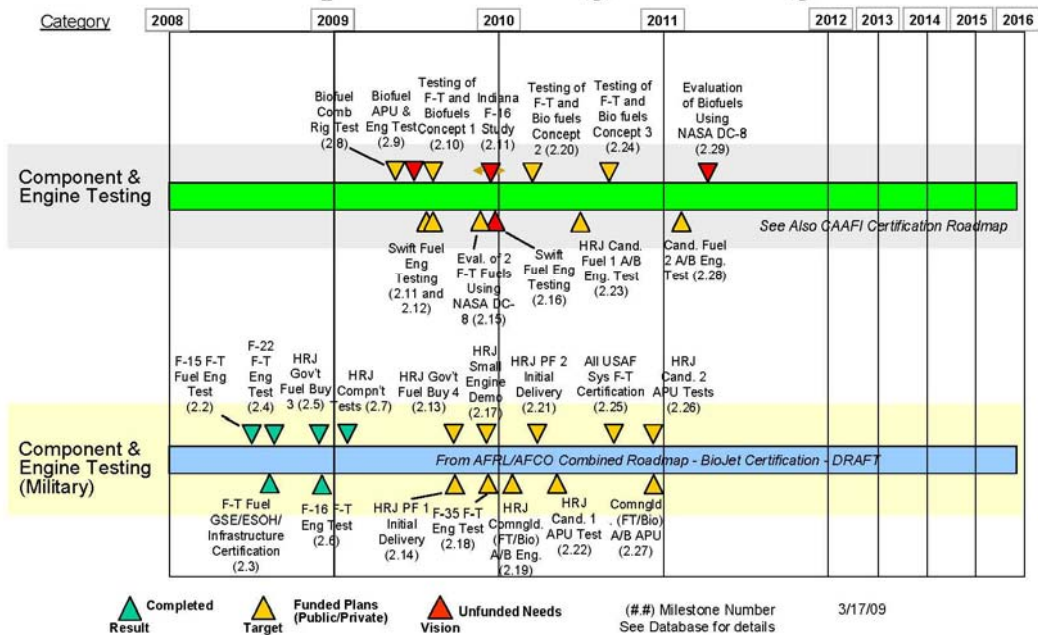 Category
2008
2009
2010
2011
2012
2013
2014
2015
2016
Biofuel
Comb
Rig Test
(2.8)
Biofuel
APU &
Eng Test
(2.9)
Testing of
F-T and
Biofuels
Concept 1
(2.10)
Indiana
F-16
Study
(2.11)
Testing of
F-T and
Bio fuels
Concept
2 (2.20)
Testing of
F-T and
Bio fuels
Concept 3
(2.24)
Evaluation
of Biofuels
Using
NASA DC-8
(2.29)
Component &
Engine Testing
See Also CAAFI Certification Roadmap
Swift Fuel
Eng
Testing
(2.11 and
2.12)
Eval. of 2
F-T Fuels
Using
NASA DC-
8 (2.15)
Swift
Fuel Eng
Testing
(2.16)
HRJ Cand.
Fuel 1 A/B
Eng. Test
(2.23)
Cand. Fuel
2 A/B Eng.
Test (2.28)
F-15 F-T
Fuel Eng
Test
(2.2)
F-22
F-T
Eng
Test
(2.4)
HRJ
Gov't
Fuel Buy
3 (2.5)
HRJ
Compn't
Tests (2.7)
HRJ Gov't
Fuel Buy 4
(2.13)
HRJ
Small
Engine
Demo
(2.17)
HRJ PF 2
Initial
Delivery
(2.21)
All USAF
Sys F-T
Certification
(2.25)
HRJ
Cand. 2
APU Tests
(2.26)
Component &
Engine Testing
(Military)
From AFRL/AFCO Combined Roadmap - BioJet Certification - DRAFT
F-T Fuel
GSE/ESOH/
Infrastructure
Certification
(2.3)
F-16 F-T
Eng Test
(2.6)
HRJ PF 1
Initial
Delivery
(2.14)
F-35 F-T
Eng Test
(2.18)
HRJ
Comngld.
(FT/Bio)
A/B Eng.
(2.19)
HRJ
Cand. 1
APU Test
(2.22)
Comngld
. (FT/Bio)
A/B APU
(2.27)
Completed
Result
Funded Plans
(Public/Private)
Target
Unfunded Needs
Vision
(#.#) Milestone Number
See Database for details
3/17/09